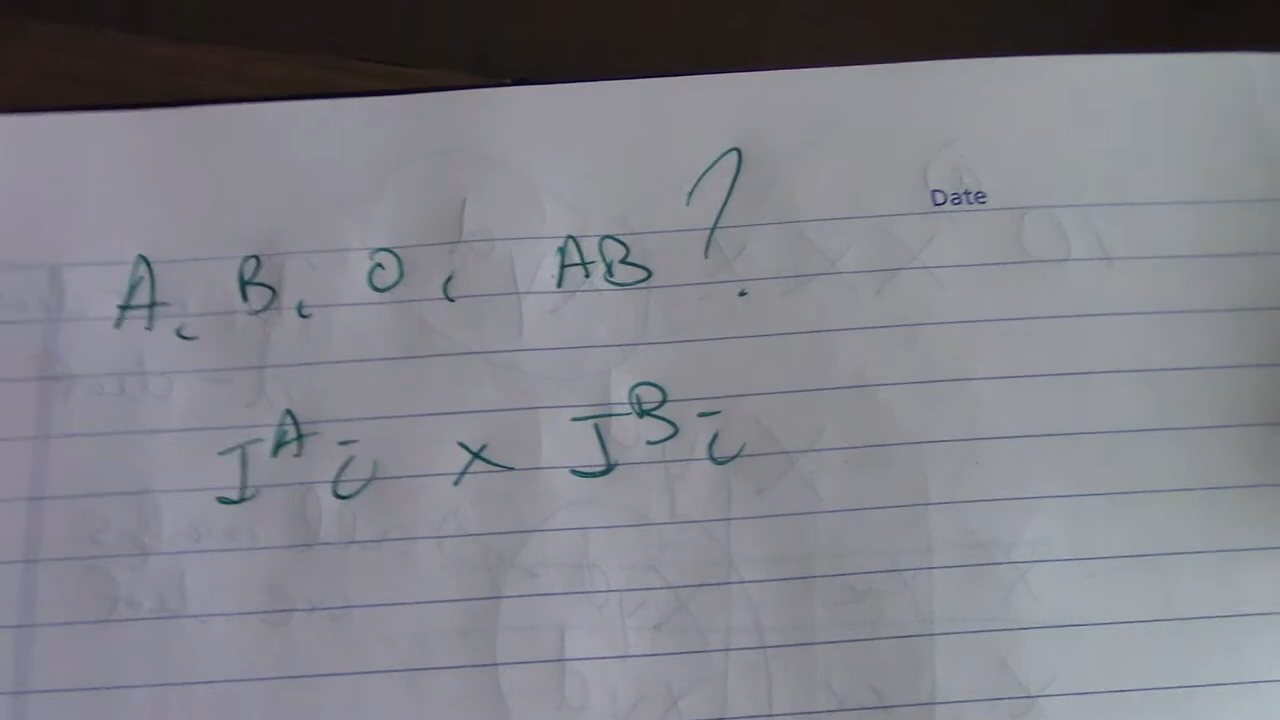 Date
A, B, O, AB ?
I^A i × I^B i